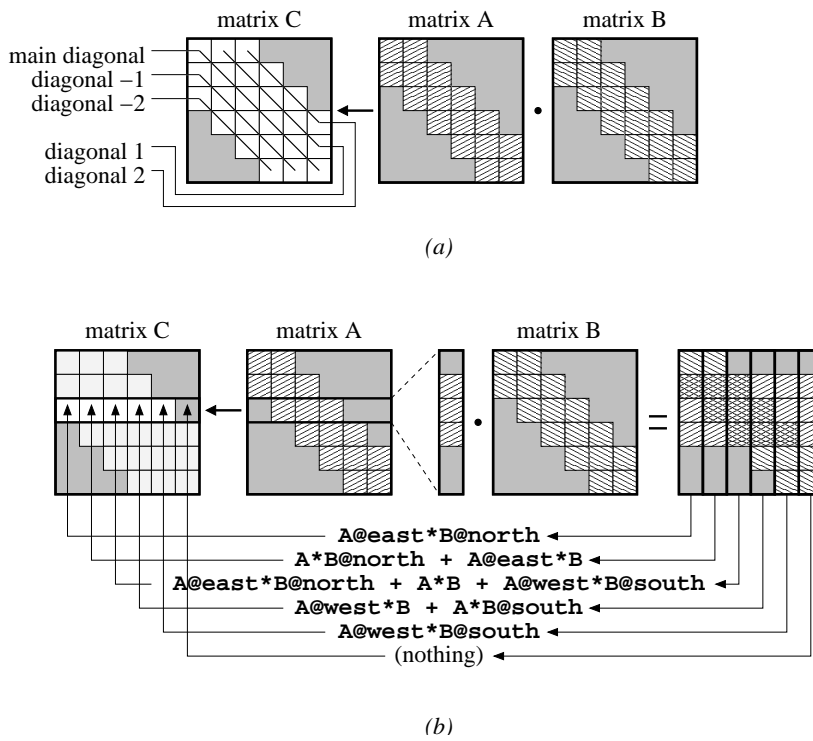 matrix C
matrix A
matrix B
main diagonal
diagonal −1
diagonal −2
diagonal 1
diagonal 2
(a)
matrix C
matrix A
matrix B
A@east*B@north
A*B@north + A@east*B
A@east*B@north + A*B + A@west*B@south
A@west*B + A*B@south
A@west*B@south
(nothing)
(b)